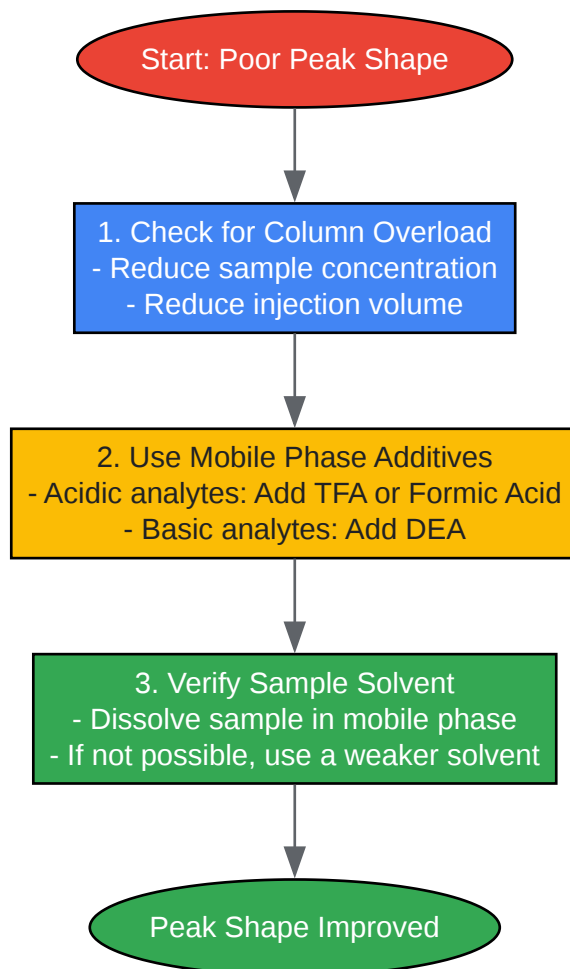 Start: Poor Peak Shape
1. Check for Column Overload
- Reduce sample concentration
- Reduce injection volume
2. Use Mobile Phase Additives
- Acidic analytes: Add TFA or Formic Acid
- Basic analytes: Add DEA
3. Verify Sample Solvent
- Dissolve sample in mobile phase
- If not possible, use a weaker solvent
Peak Shape Improved